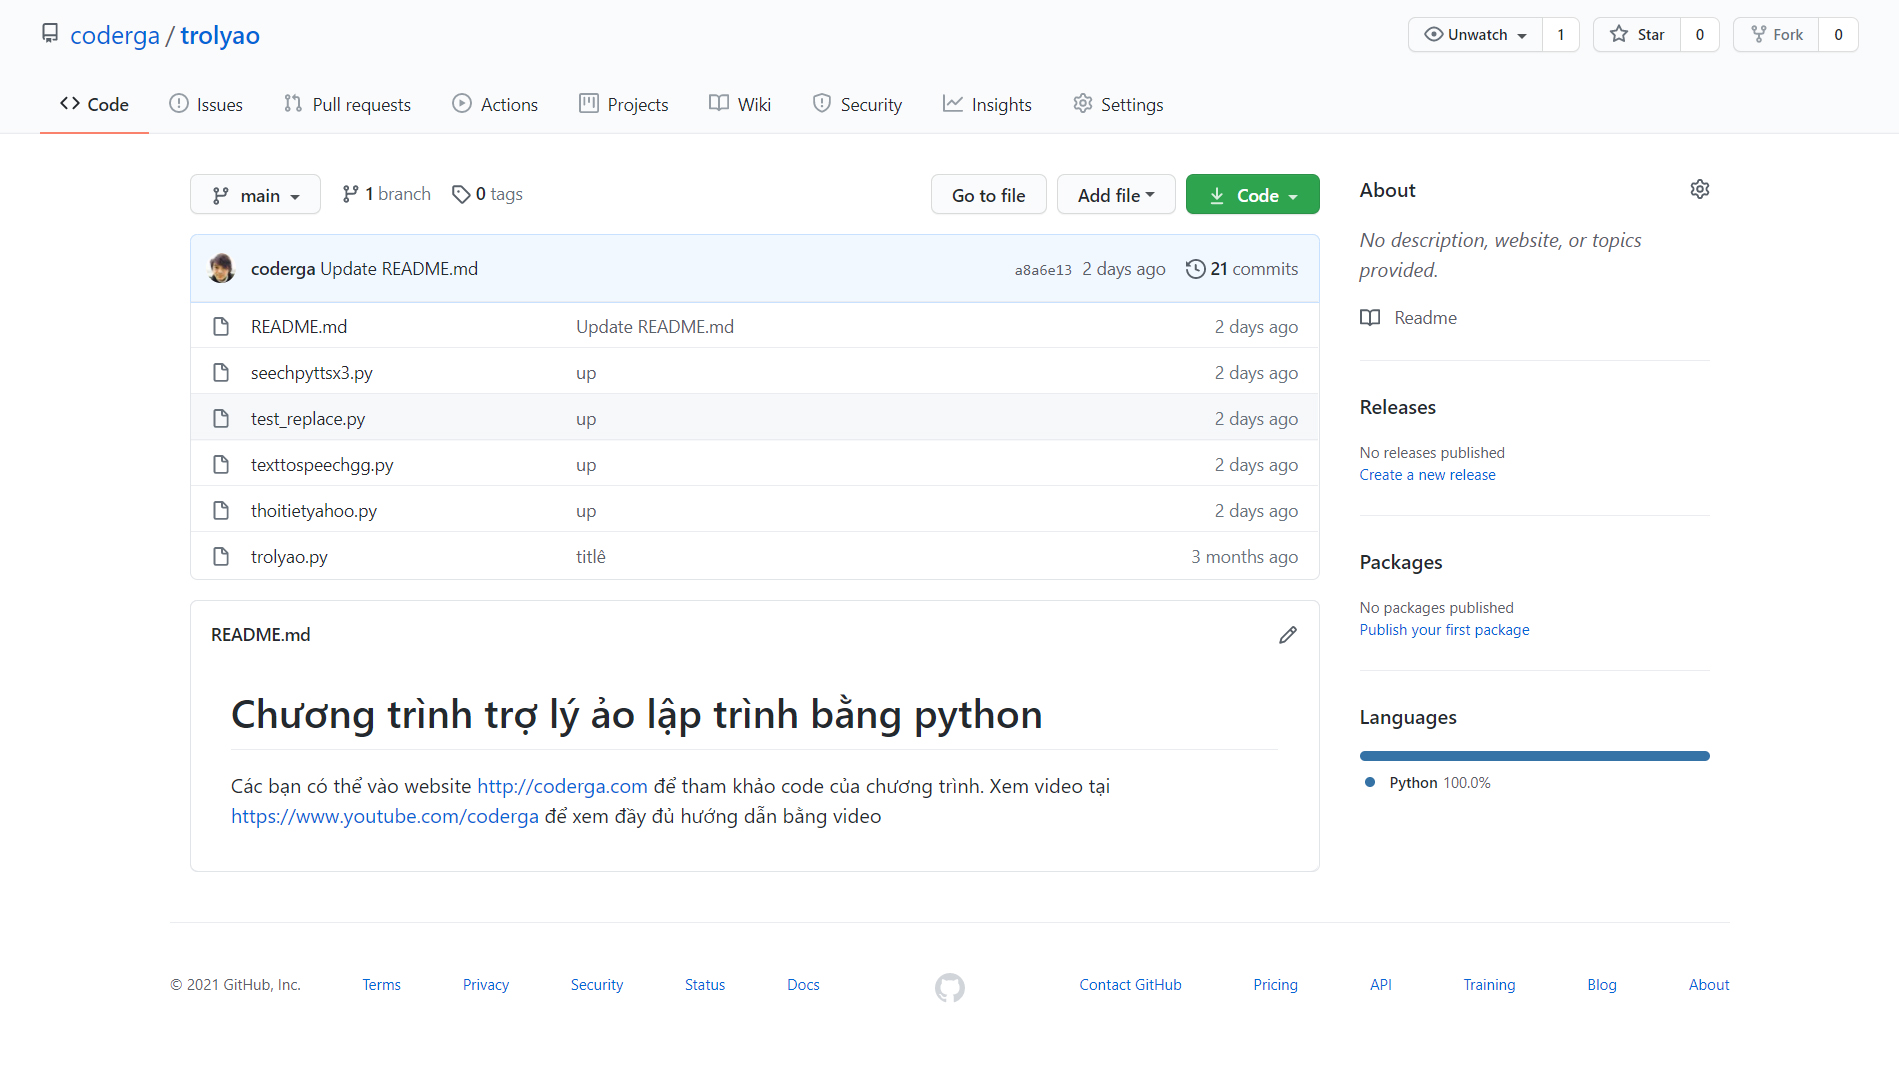 coderga / trolyao
Unwatch 1 Star 0 Fork 0
Code Issues Pull requests Actions Projects Wiki Security Insights Settings
main 1 branch 0 tags Go to file Add file Code
coderga Update README.md a8a6e13 2 days ago 21 commits
README.md Update README.md 2 days ago
seechpyttsx3.py up 2 days ago
test_replace.py up 2 days ago
texttospeechgg.py up 2 days ago
thoitietyahoo.py up 2 days ago
trolyao.py titlê 3 months ago
README.md
Chương trình trợ lý ảo lập trình bằng python
Các bạn có thể vào website http://coderga.com để tham khảo code của chương trình. Xem video tại
https://www.youtube.com/coderga để xem đầy đủ hướng dẫn bằng video
About
No description, website, or topics
provided.
Readme
Releases
No releases published
Create a new release
Packages
No packages published
Publish your first package
Languages
Python 100.0%
© 2021 GitHub, Inc. Terms Privacy Security Status Docs Contact GitHub Pricing API Training Blog About